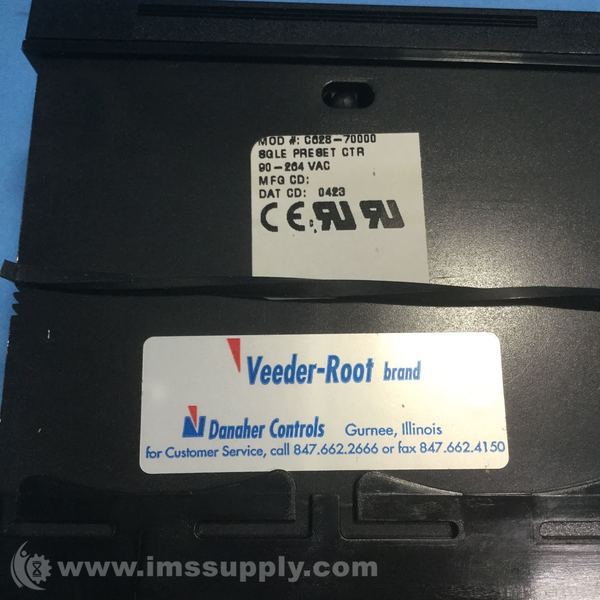 MOD #: C628-70000
SGLE PRESET CTR
90-264 VAC
MFG CD:
DAT CD: 0423
CE
Veeder-Root brand
Danaher Controls Gurnee, Illinois
for Customer Service, call 847.662.2666 or fax 847.662.4150
www.imssupply.com